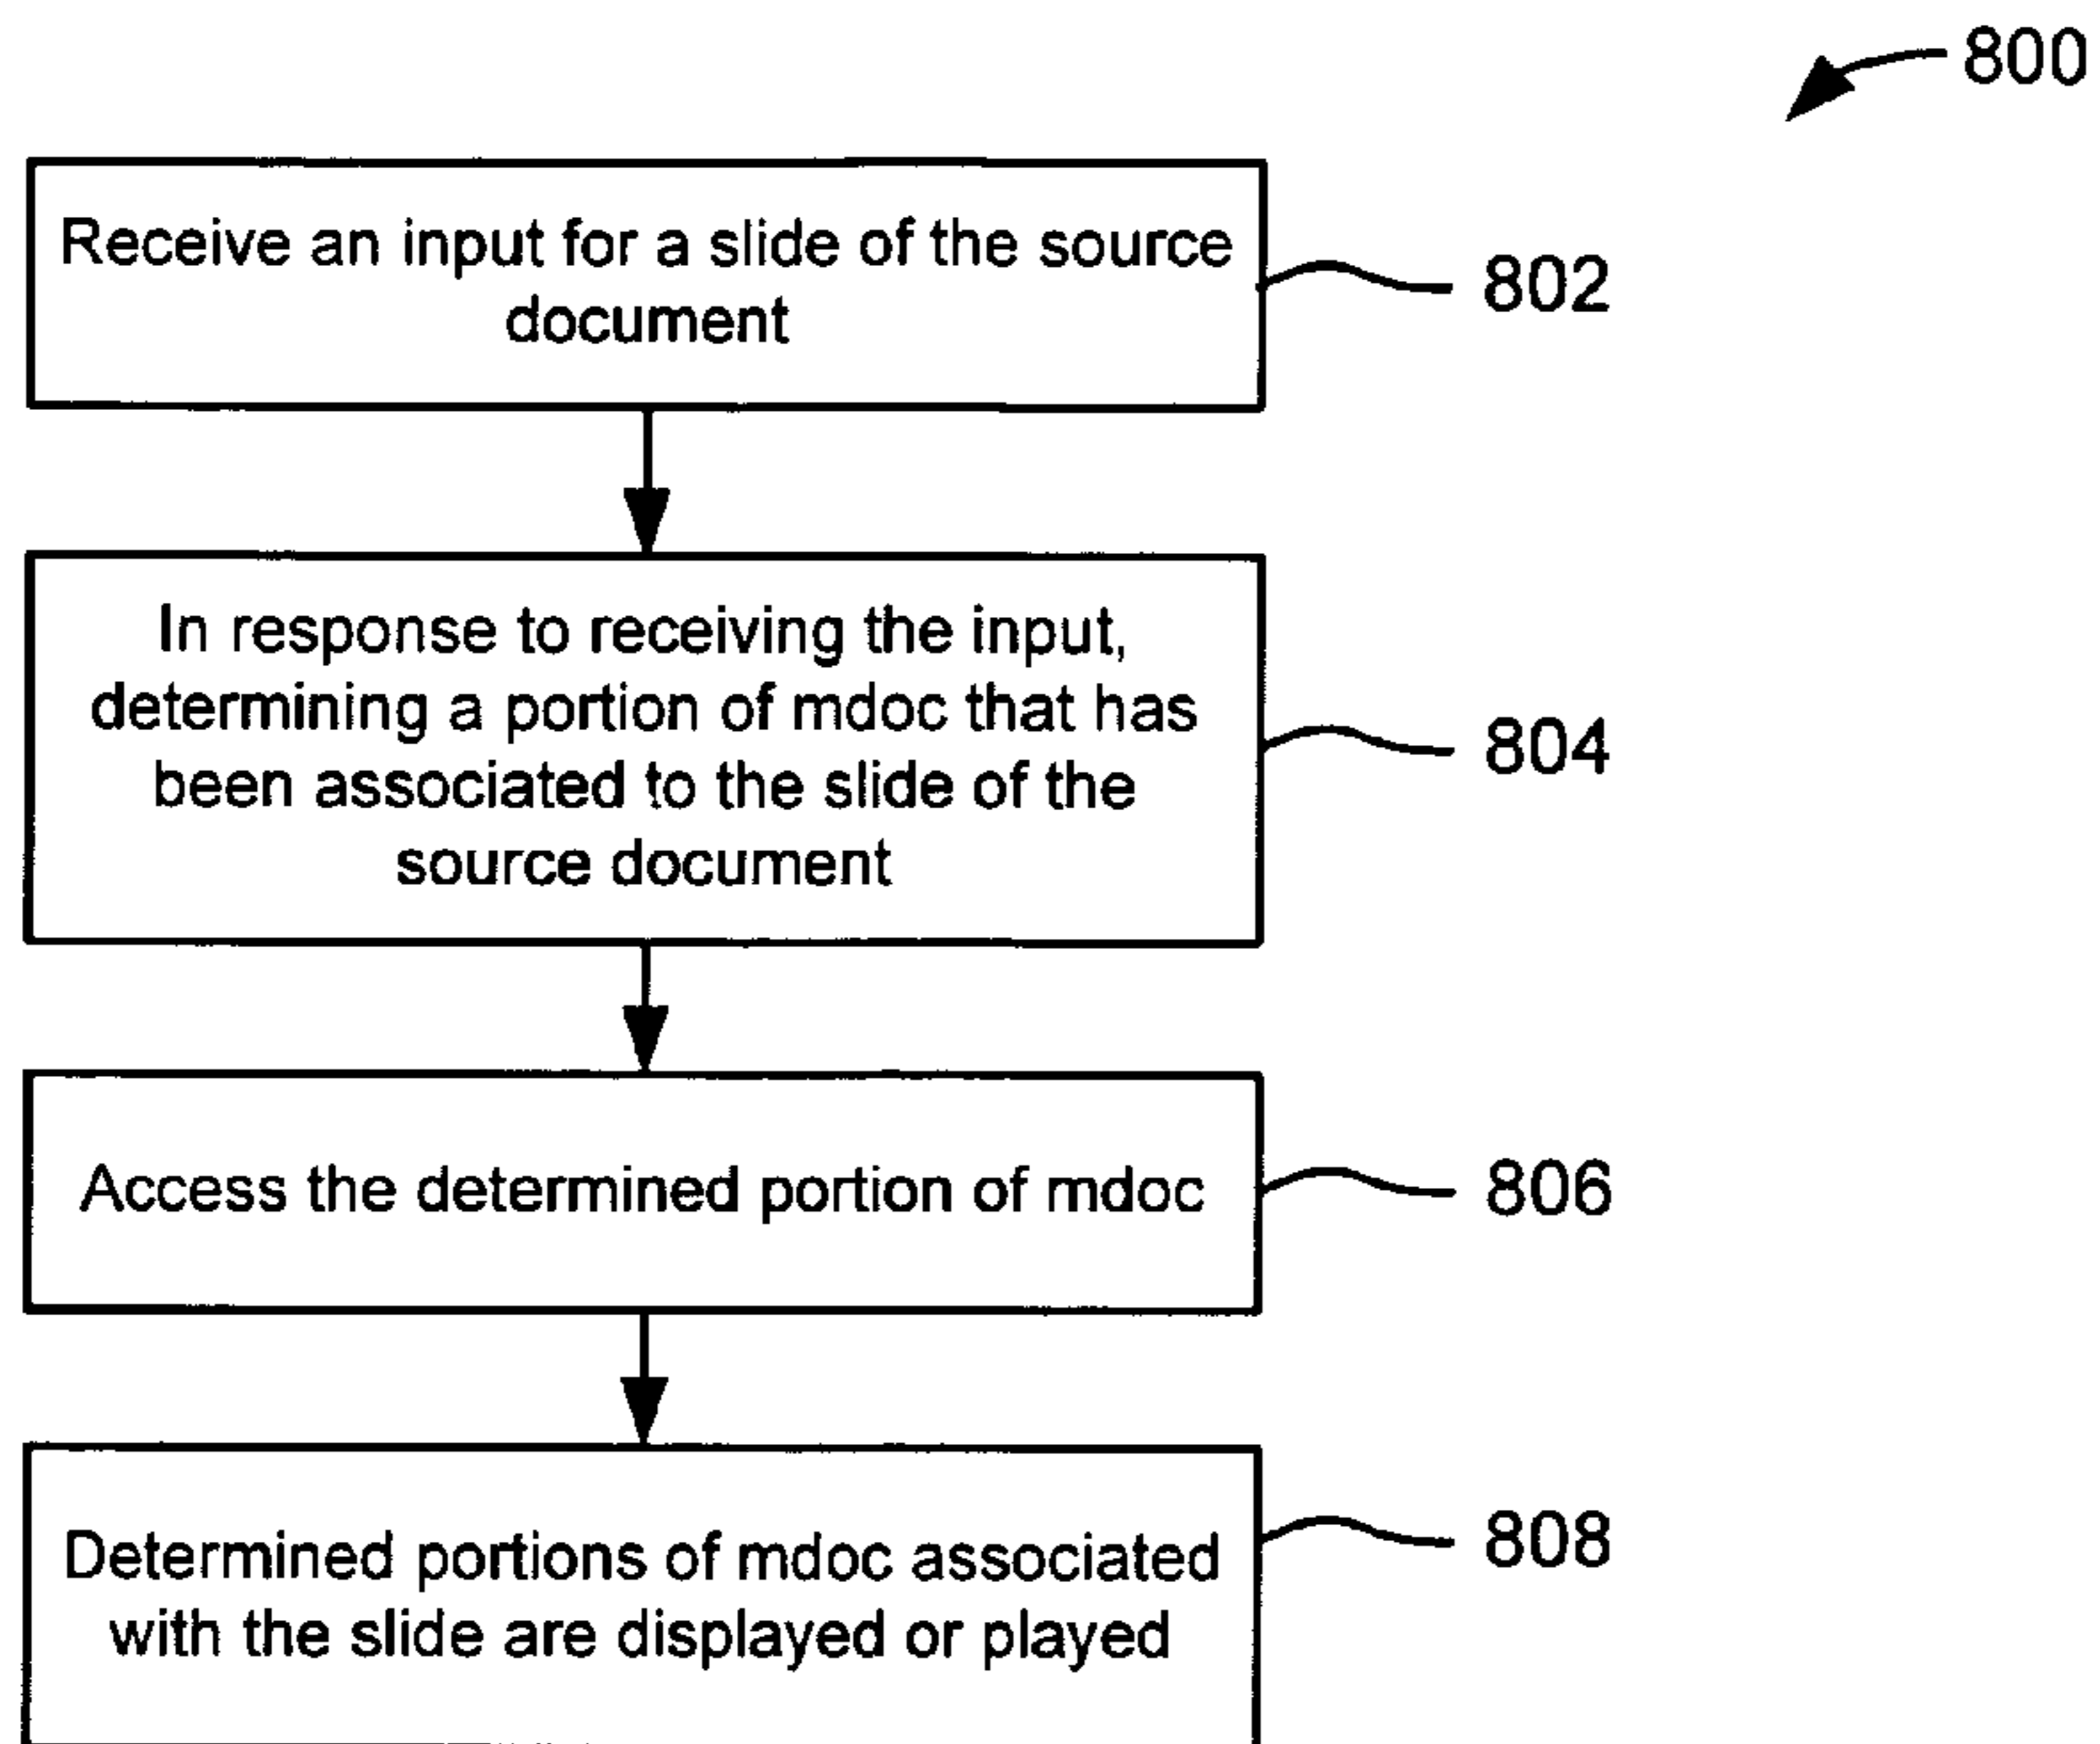 800
Receive an input for a slide of the source
document
802
In response to receiving the input,
determining a portion of mdoc that has
been associated to the slide of the
source document
804
Access the determined portion of mdoc
806
Determined portions of mdoc associated
with the slide are displayed or played
808